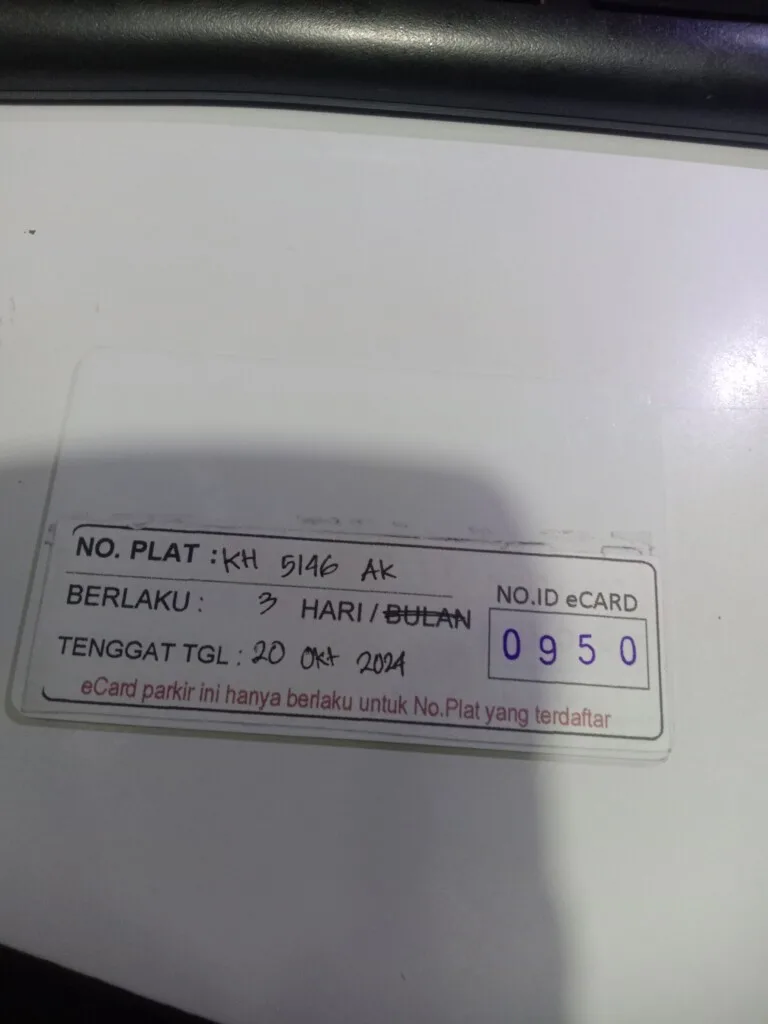 NO. PLAT : KH 5146 AK
BERLAKU : 3 HARI / BULAN
TENGGAT TGL : 20 Okt 2024
NO.ID eCARD
0950
eCard parkir ini hanya berlaku untuk No.Plat yang terdaftar